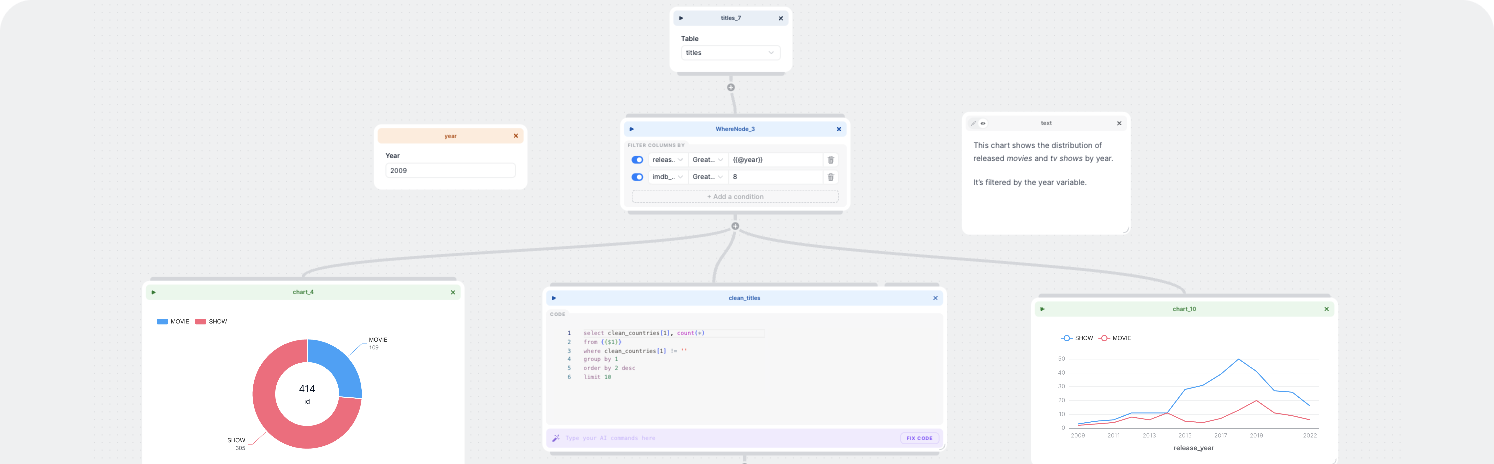 titles_7
Table
titles
year
Year
2009
WhereNode_3
FILTER COLUMNS BY
releas.. Great... {{@year}}
imdb_.. Great... 8
+ Add a condition
text
This chart shows the distribution of
released movies and tv shows by year.
It's filtered by the year variable.
chart_4
MOVIE SHOW
MOVIE
109
414
id
SHOW
305
clean_titles
CODE
1 select clean_countries[1], count(*)
2 from {{$1}}
3 where clean_countries[1] != ''
4 group by 1
5 order by 2 desc
6 limit 10
Type your AI commands here
FIX CODE
chart_10
SHOW MOVIE
50
40
30
20
10
0
2009 2011 2013 2015 2017 2019 2022
release_year